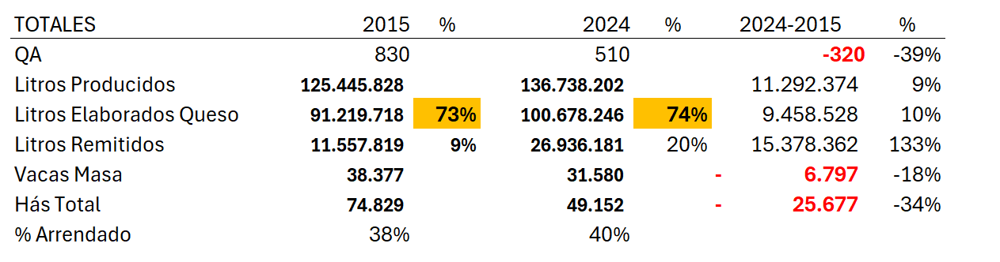 TOTALES 2015 % 2024 % 2024-2015 %
QA 830 510 -320 -39%
Litros Producidos 125.445.828 136.738.202 11.292.374 9%
Litros Elaborados Queso 91.219.718 73% 100.678.246 74% 9.458.528 10%
Litros Remitidos 11.557.819 9% 26.936.181 20% 15.378.362 133%
Vacas Masa 38.377 31.580 - 6.797 -18%
Hás Total 74.829 49.152 - 25.677 -34%
% Arrendado 38% 40%